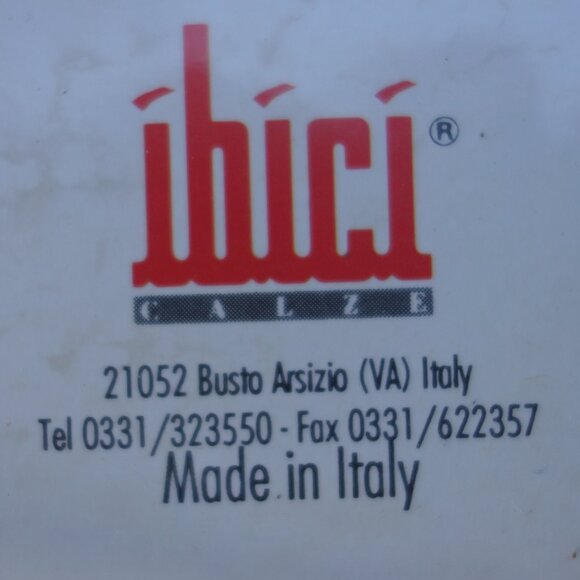 ibici ®
CALZE
21052 Busto Arsizio (VA) Italy
Tel 0331/323550 - Fax 0331/622357
Made in Italy